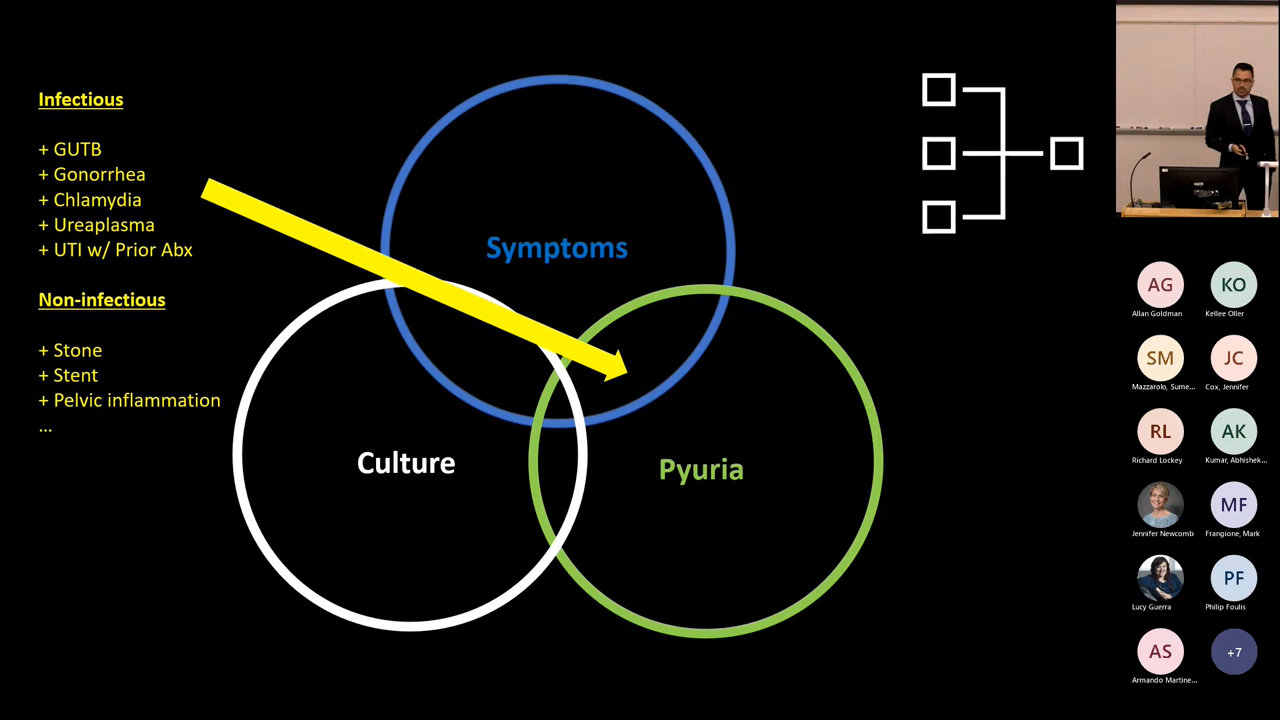 Infectious
+ GUTB
+ Gonorrhea
+ Chlamydia
+ Ureaplasma
+ UTI w/ Prior Abx
Non-infectious
+ Stone
+ Stent
+ Pelvic inflammation
...
Symptoms
Culture
Pyuria
AG
KO
Allan Goldman
Kellee Oller
SM
JC
Mazzarolo, Sume...
Cox, Jennifer
RL
AK
Richard Lockey
Kumar, Abhishek...
MF
Jennifer Newcomb
Frangione, Mark
PF
Lucy Guerra
Philip Foulis
AS
+7
Armando Martine...